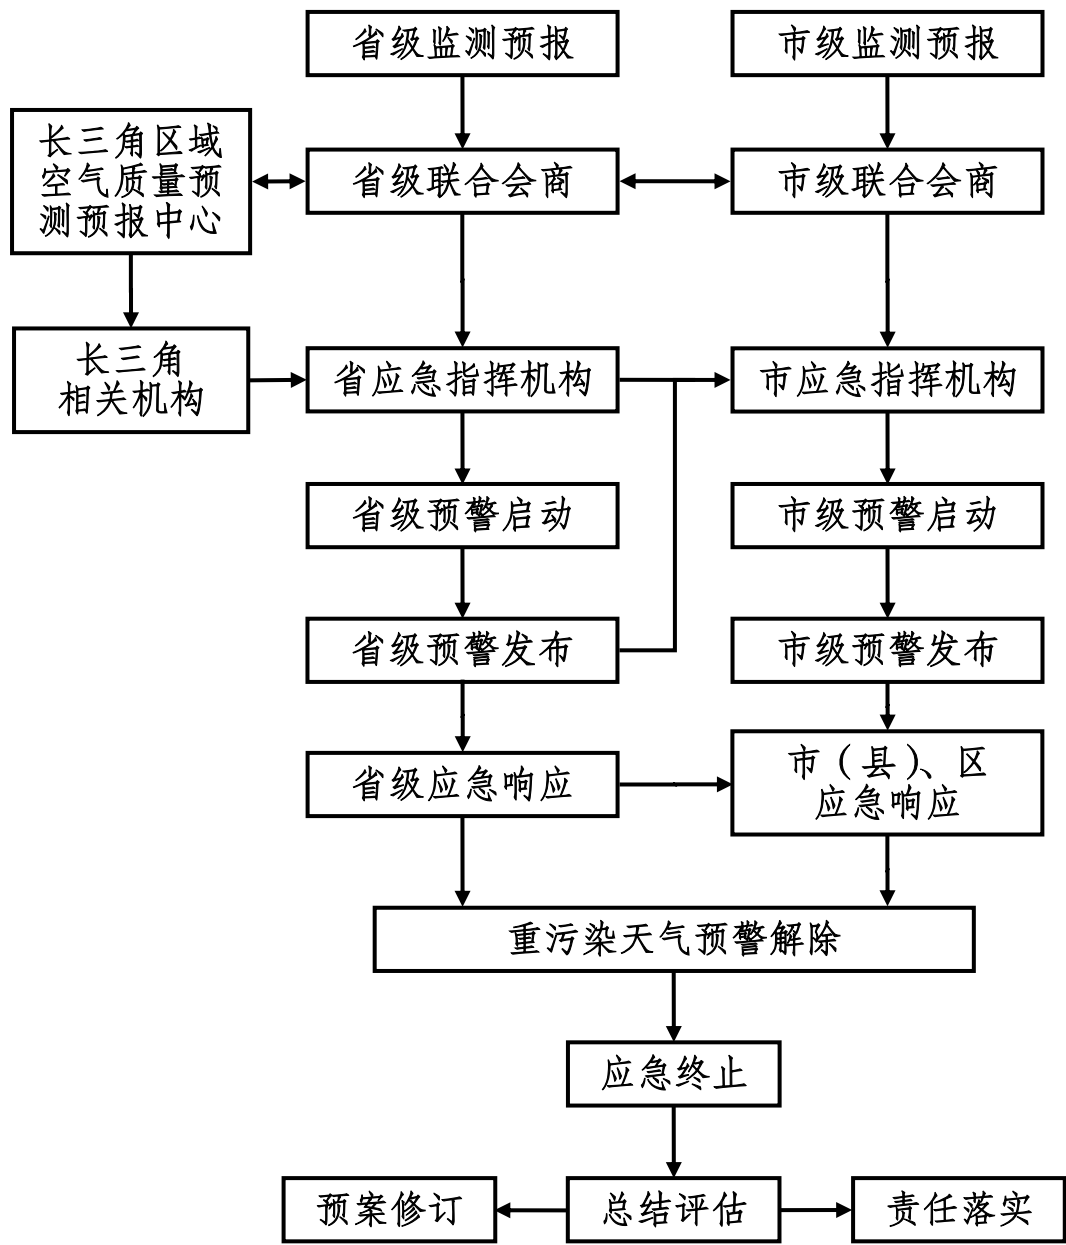 省级监测预报
市级监测预报
长三角区域
空气质量预
测预报中心
省级联合会商
市级联合会商
长三角
相关机构
省应急指挥机构
市应急指挥机构
省级预警启动
市级预警启动
省级预警发布
市级预警发布
省级应急响应
市（县）、区
应急响应
重污染天气预警解除
应急终止
预案修订
总结评估
责任落实